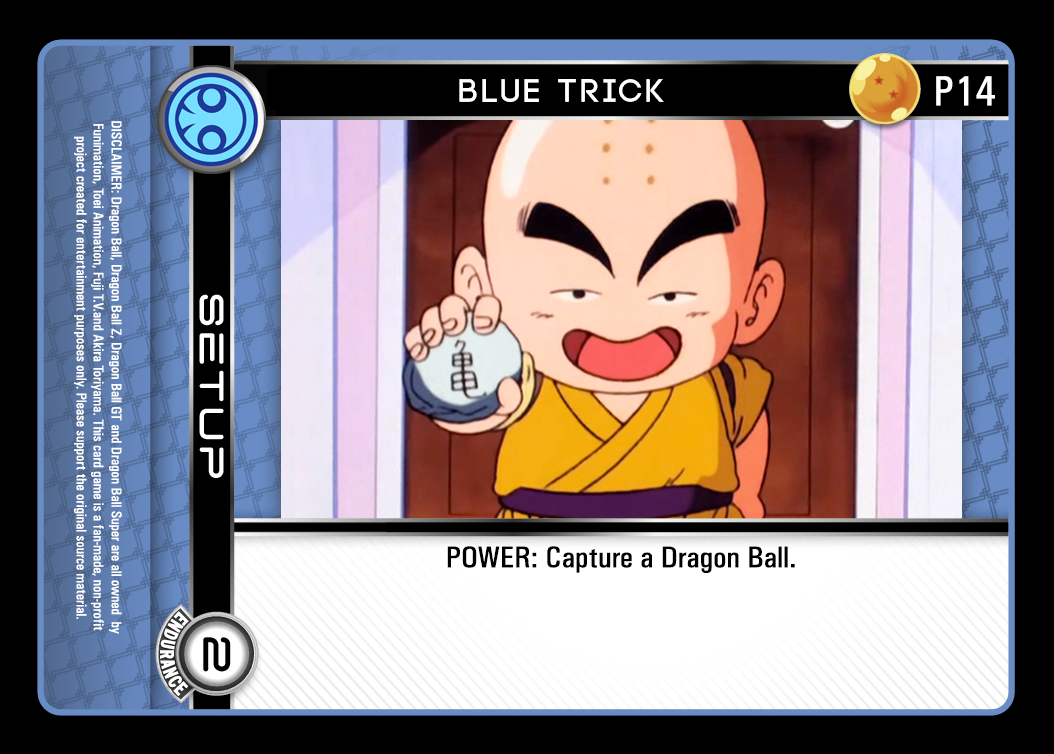 BLUE TRICK
P14
SETUP
亀
POWER: Capture a Dragon Ball.
ENDURANCE
2
DISCLAIMER: Dragon Ball, Dragon Ball Z, Dragon Ball GT and Dragon Ball Super are all owned by
Funimation, Toei Animation, Fuji T.V.and Akira Toriyama. This card game is a fan-made, non-profit
project created for entertainment purposes only. Please support the original source material.